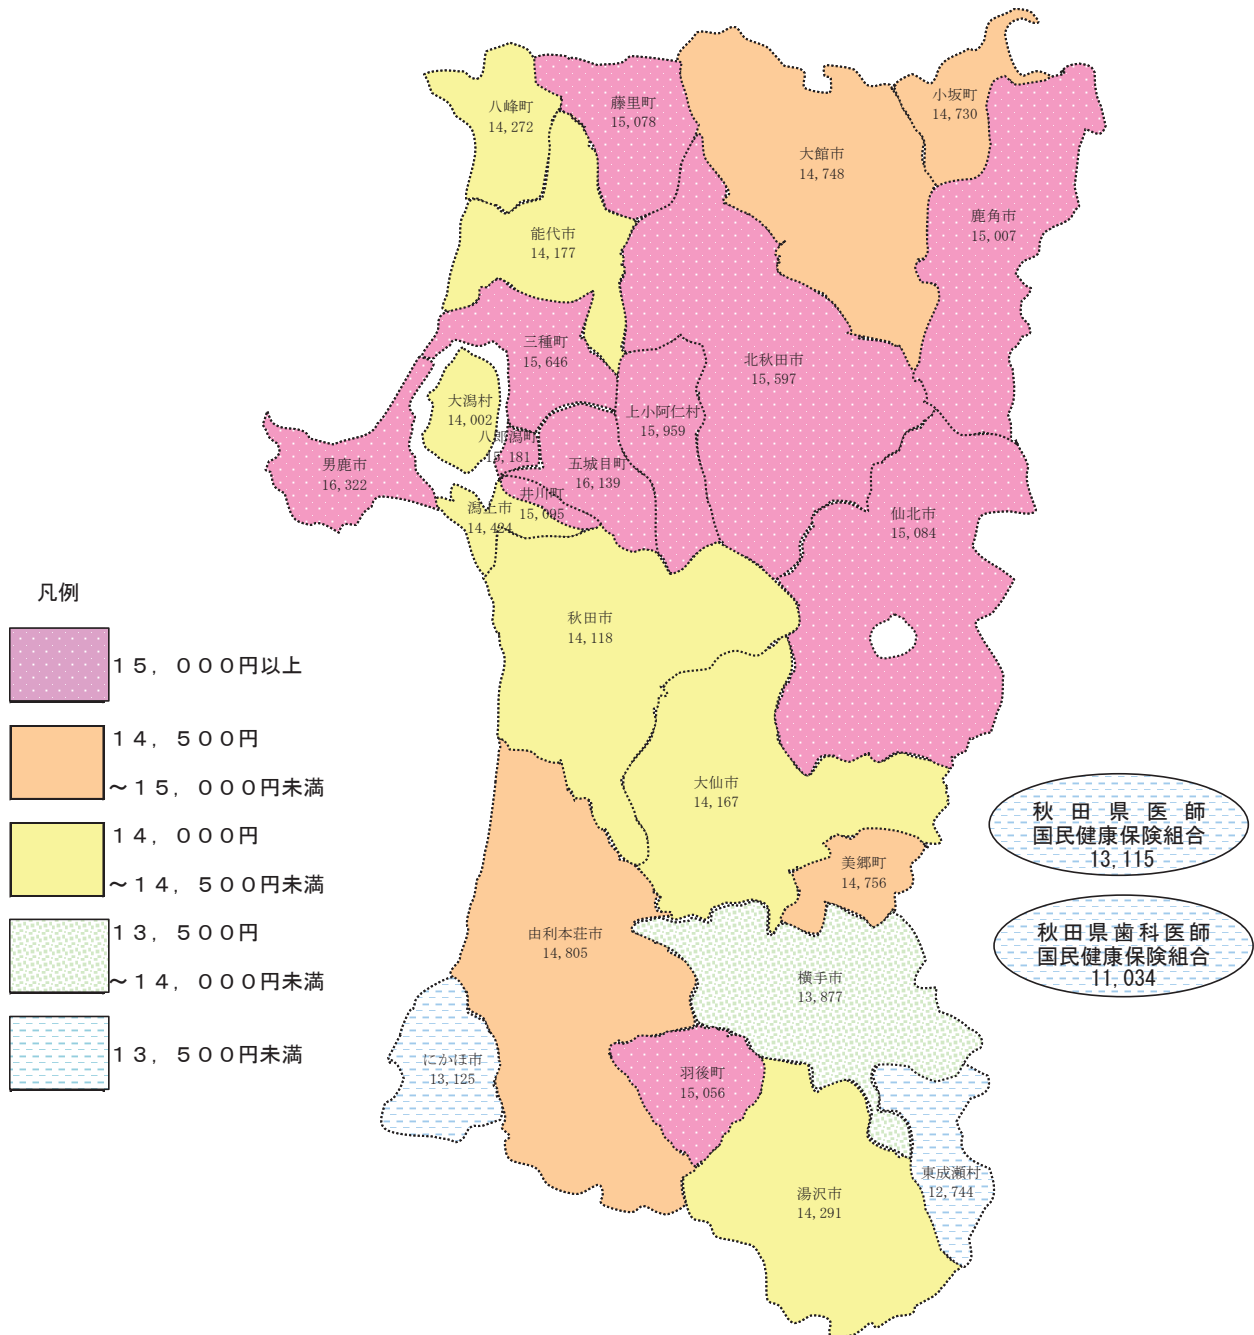 小坂町
14,730
八峰町
14,272
藤里町
15,078
大館市
14,748
鹿角市
15,007
能代市
14,177
三種町
15,646
北秋田市
15,597
大潟村
14,002
上小阿仁村
15,959
八郎潟町
15,181
男鹿市
16,322
五城目町
16,139
井川町
15,095
潟上市
14,424
仙北市
15,084
秋田市
14,118
大仙市
14,167
美郷町
14,756
由利本荘市
14,805
横手市
13,877
にかほ市
13,125
羽後町
15,056
東成瀬村
12,744
湯沢市
14,291
凡例
15,000円以上
14,500円
～15,000円未満
14,000円
～14,500円未満
13,500円
～14,000円未満
13,500円未満
秋田県医師
国民健康保険組合
13,115
秋田県歯科医師
国民健康保険組合
11,034